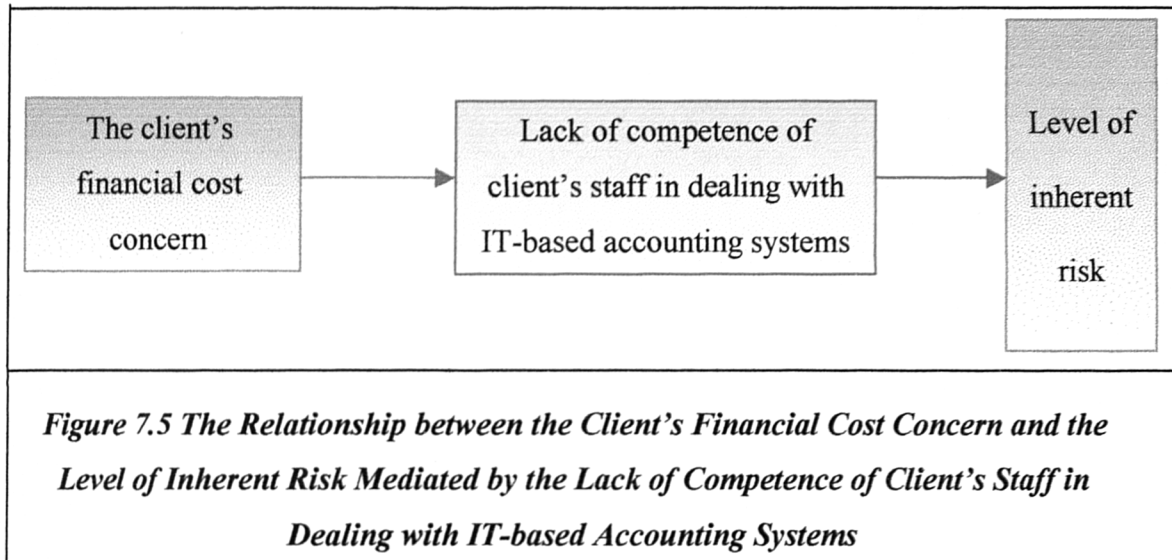 The client's
financial cost
concern
Lack of competence of
client's staff in dealing with
IT-based accounting systems
Level of
inherent
risk
Figure 7.5 The Relationship between the Client's Financial Cost Concern and the
Level of Inherent Risk Mediated by the Lack of Competence of Client's Staff in
Dealing with IT-based Accounting Systems